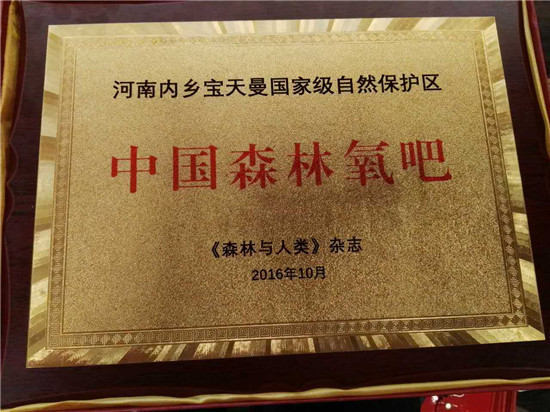 河南内乡宝天曼国家级自然保护区
中国森林氧吧
《森林与人类》杂志
2016年10月